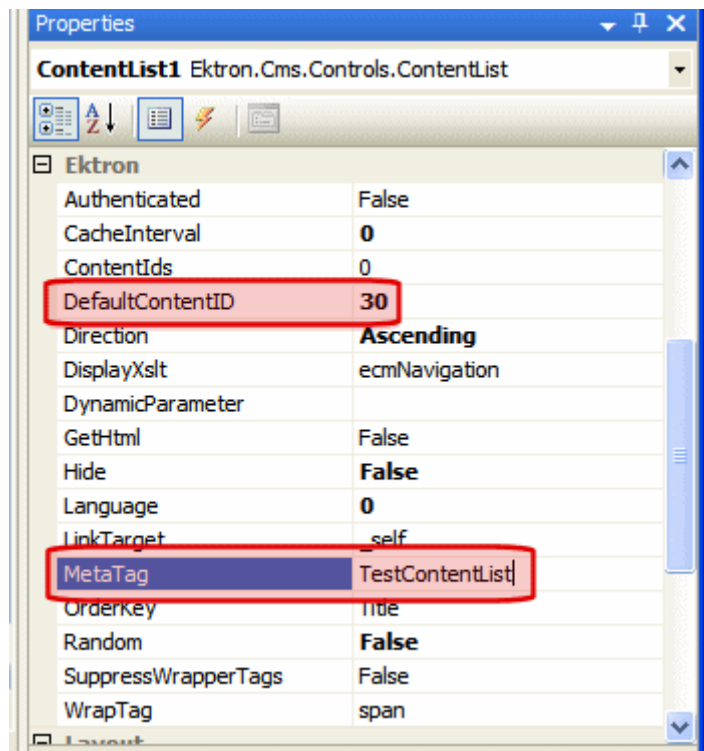 Properties
ContentList1 Ektron.Cms.Controls.ContentList
Ektron
Authenticated False
CacheInterval 0
ContentIds 0
DefaultContentID 30
Direction Ascending
DisplayXslt ecmNavigation
DynamicParameter
GetHtml False
Hide False
Language 0
LinkTarget _self
MetaTag TestContentList
OrderKey Title
Random False
SuppressWrapperTags False
WrapTag span
Layout